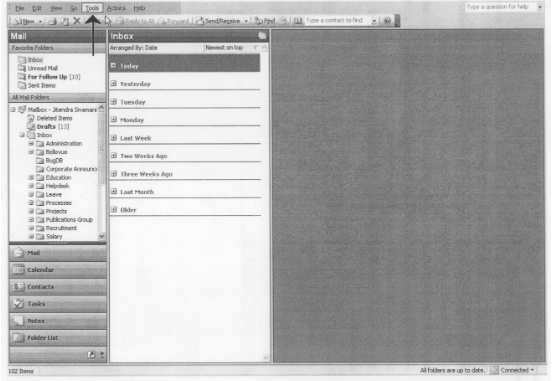 File Edit View Go Tools Actions Help
Type a question for help
New
Reply to All Forward Send/Receive Find Type a contact to find
Mail
Favorite Folders
Inbox
Unread Mail
For Follow Up [10]
Sent Items
All Mail Folders
Mailbox - Jitendra Sivamani
Deleted Items
Drafts [13]
Inbox
Administration
Bellevue
BugDB
Corporate Announc
Education
Helpdesk
Leave
Processes
Projects
Publications Group
Recruitment
Salary
Mail
Calendar
Contacts
Tasks
Notes
Folder List
Inbox
Arranged By: Date Newest on top
Today
Yesterday
Tuesday
Monday
Last Week
Two Weeks Ago
Three Weeks Ago
Last Month
Older
102 Items
All folders are up to date. Connected